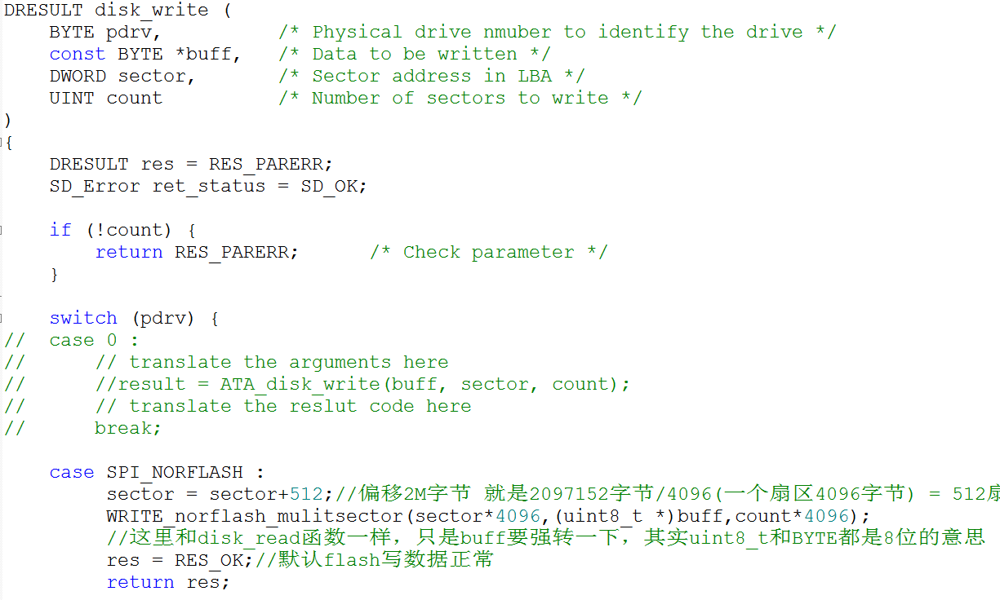 DRESULT disk_write (
    BYTE pdrv,          /* Physical drive nmuber to identify the drive */
    const BYTE *buff,   /* Data to be written */
    DWORD sector,       /* Sector address in LBA */
    UINT count          /* Number of sectors to write */
)
{
    DRESULT res = RES_PARERR;
    SD_Error ret_status = SD_OK;

    if (!count) {
        return RES_PARERR;      /* Check parameter */
    }

    switch (pdrv) {
//  case 0 :
//      // translate the arguments here
//      //result = ATA_disk_write(buff, sector, count);
//      // translate the reslut code here
//      break;

    case SPI_NORFLASH :
         sector = sector+512;//偏移2M字节 就是2097152字节/4096(一个扇区4096字节) = 512扇
         WRITE_norflash_mulitsector(sector*4096,(uint8_t *)buff,count*4096);
         //这里和disk_read函数一样，只是buff要强转一下，其实uint8_t和BYTE都是8位的意思
         res = RES_OK;//默认flash写数据正常
         return res;